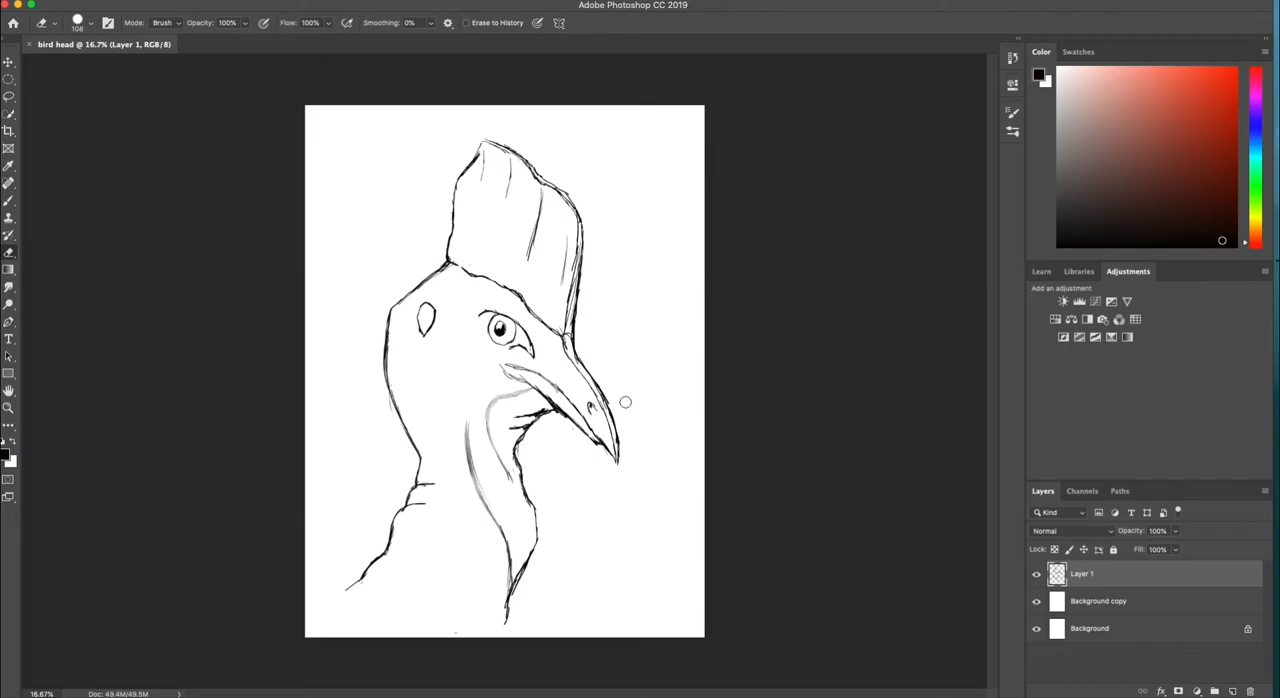 Adobe Photoshop CC 2019
108
Mode: Brush Opacity: 100% Flow: 100% Smoothing: 0% Erase to History
× bird head @ 16.7% (Layer 1, RGB/8)
Color Swatches
Learn Libraries Adjustments
Add an adjustment
Layers Channels Paths
Kind
Normal Opacity: 100%
Lock: Fill: 100%
Layer 1
Background copy
Background
16.67% Doc: 49.4M/49.5M